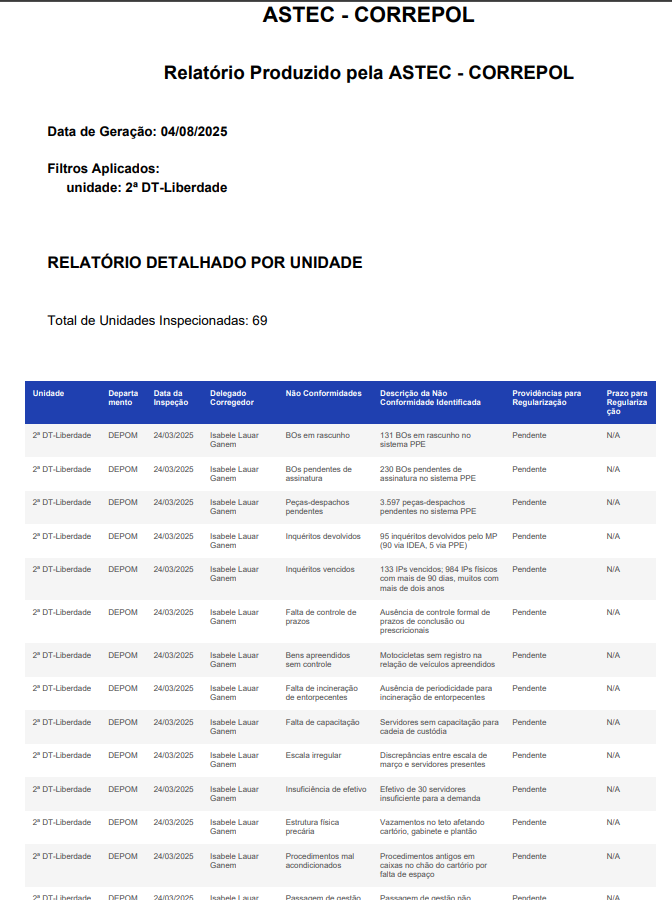 ASTEC - CORREPOL
Relatório Produzido pela ASTEC - CORREPOL
Data de Geração: 04/08/2025
Filtros Aplicados:
unidade: 2ª DT-Liberdade
RELATÓRIO DETALHADO POR UNIDADE
Total de Unidades Inspecionadas: 69
Unidade Departa Data da Delegado Não Conformidades Descrição da Não Providências para Prazo para
mento Inspeção Corregedor Conformidade Identificada Regularização Regulariza
ção
2ª DT-Liberdade DEPOM 24/03/2025 Isabele Lauar BOs em rascunho 131 BOs em rascunho no Pendente N/A
Ganem sistema PPE
2ª DT-Liberdade DEPOM 24/03/2025 Isabele Lauar BOs pendentes de 230 BOs pendentes de Pendente N/A
Ganem assinatura assinatura no sistema PPE
2ª DT-Liberdade DEPOM 24/03/2025 Isabele Lauar Peças-despachos 3.597 peças-despachos Pendente N/A
Ganem pendentes pendentes no sistema PPE
2ª DT-Liberdade DEPOM 24/03/2025 Isabele Lauar Inquéritos devolvidos 95 inquéritos devolvidos pelo MP Pendente N/A
Ganem (90 via IDEA, 5 via PPE)
2ª DT-Liberdade DEPOM 24/03/2025 Isabele Lauar Inquéritos vencidos 133 IPs vencidos; 984 IPs físicos Pendente N/A
Ganem com mais de 90 dias, muitos com
mais de dois anos
2ª DT-Liberdade DEPOM 24/03/2025 Isabele Lauar Falta de controle de Ausência de controle formal de Pendente N/A
Ganem prazos prazos de conclusão ou
prescricionais
2ª DT-Liberdade DEPOM 24/03/2025 Isabele Lauar Bens apreendidos Motocicletas sem registro na Pendente N/A
Ganem sem controle relação de veículos apreendidos
2ª DT-Liberdade DEPOM 24/03/2025 Isabele Lauar Falta de incineração Ausência de periodicidade para Pendente N/A
Ganem de entorpecentes incineração de entorpecentes
2ª DT-Liberdade DEPOM 24/03/2025 Isabele Lauar Falta de capacitação Servidores sem capacitação para Pendente N/A
Ganem cadeia de custódia
2ª DT-Liberdade DEPOM 24/03/2025 Isabele Lauar Escala irregular Discrepâncias entre escala de Pendente N/A
Ganem março e servidores presentes
2ª DT-Liberdade DEPOM 24/03/2025 Isabele Lauar Insuficiência de efetivo Efetivo de 30 servidores Pendente N/A
Ganem insuficiente para a demanda
2ª DT-Liberdade DEPOM 24/03/2025 Isabele Lauar Estrutura física Vazamentos no teto afetando Pendente N/A
Ganem precária cartório, gabinete e plantão
2ª DT-Liberdade DEPOM 24/03/2025 Isabele Lauar Procedimentos mal Procedimentos antigos em Pendente N/A
Ganem acondicionados caixas no chão do cartório por
falta de espaço
2ª DT-Liberdade DEPOM 24/03/2025 Isabele Lauar Passagem de gestão Passagem de gestão não Pendente N/A